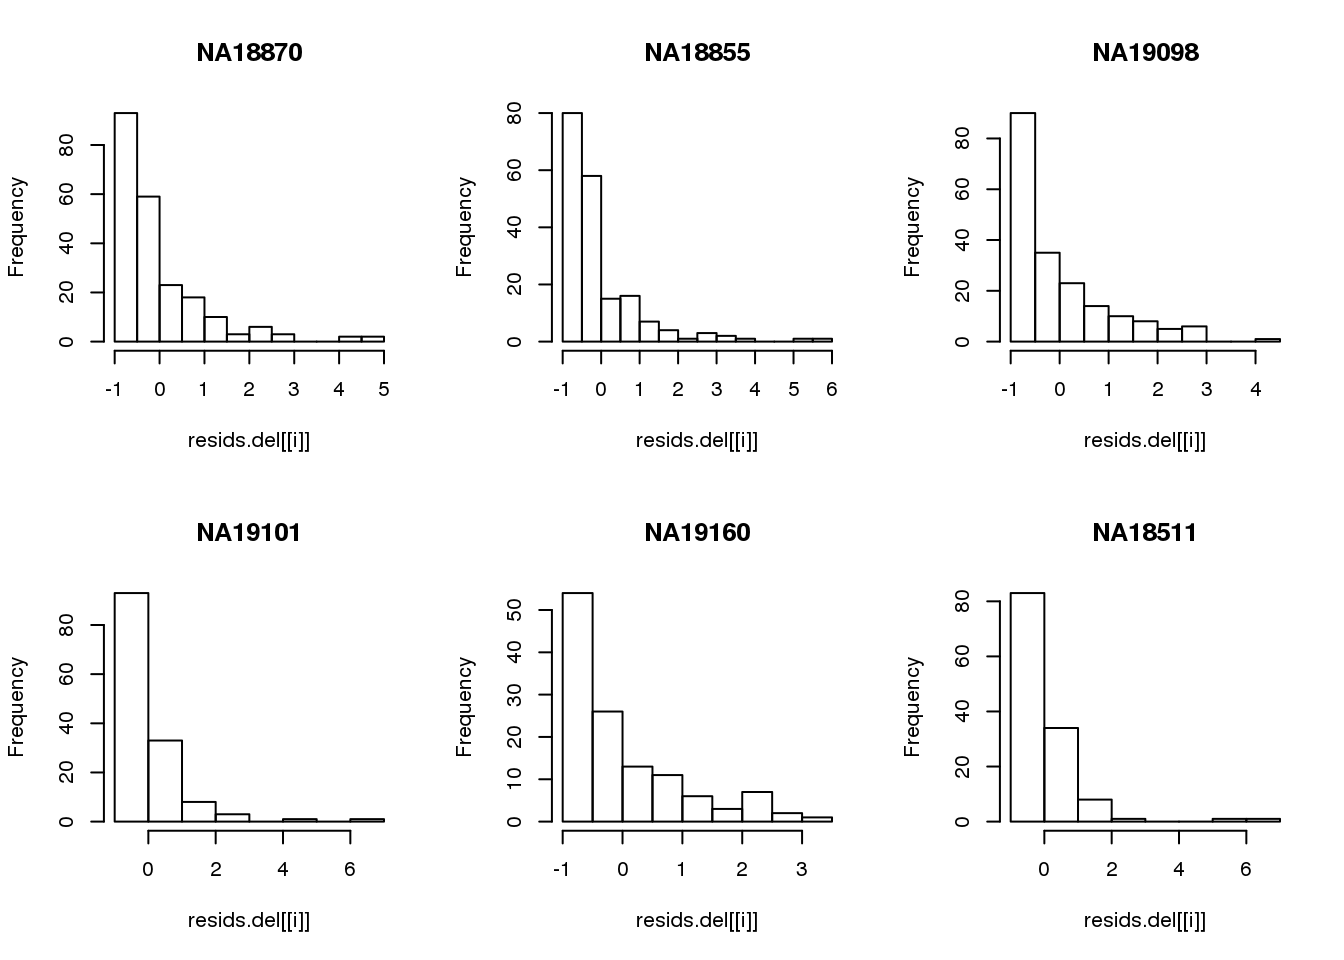 NA18870
Frequency
0 20 40 60 80
-1 0 1 2 3 4 5
resids.del[[i]]
NA18855
Frequency
0 20 40 60 80
-1 0 1 2 3 4 5 6
resids.del[[i]]
NA19098
Frequency
0 20 40 60 80
-1 0 1 2 3 4
resids.del[[i]]
NA19101
Frequency
0 20 40 60 80
0 2 4 6
resids.del[[i]]
NA19160
Frequency
0 10 20 30 40 50
-1 0 1 2 3
resids.del[[i]]
NA18511
Frequency
0 20 40 60 80
0 2 4 6
resids.del[[i]]